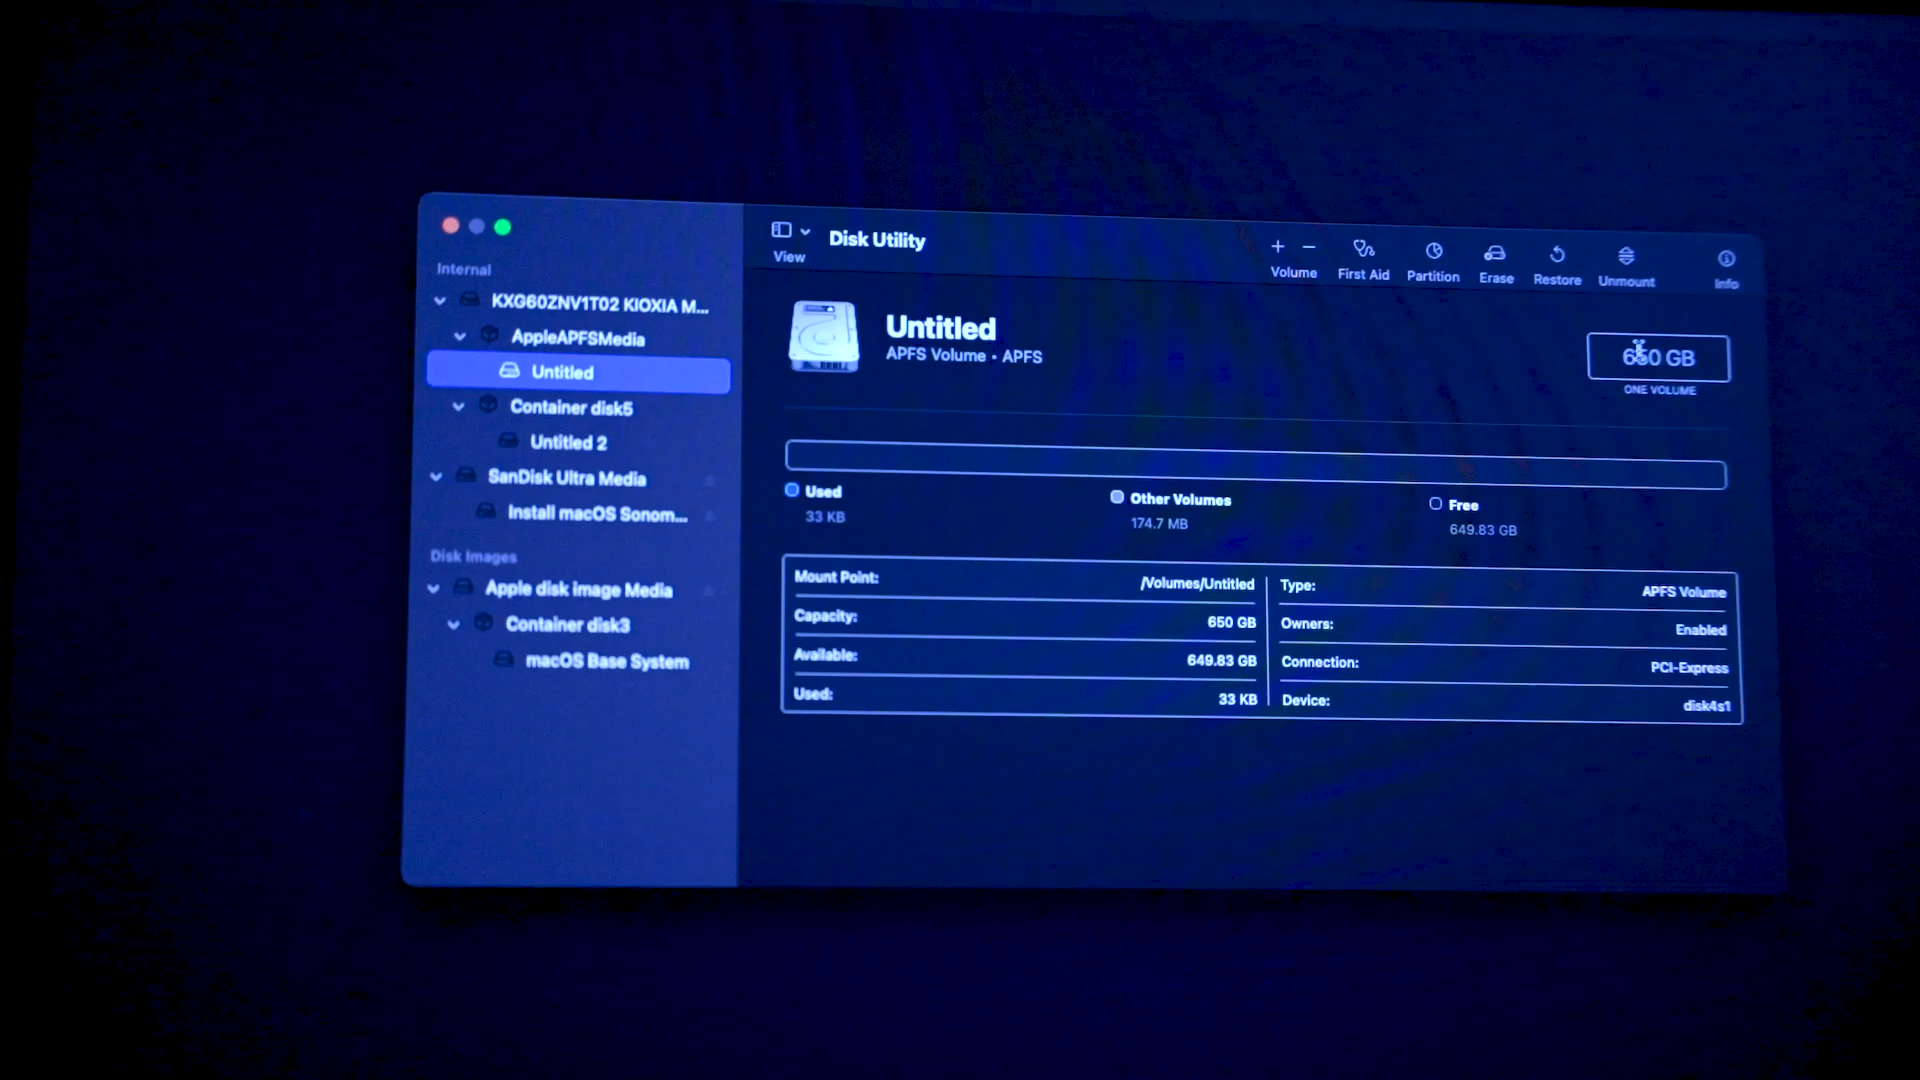 Internal
KXG60ZNV1T02 KIOXIA M...
AppleAPFSMedia
Untitled
Container disk5
Untitled 2
SanDisk Ultra Media
Install macOS Sonom...
Disk Images
Apple disk image Media
Container disk3
macOS Base System
View
Disk Utility
Volume
First Aid
Partition
Erase
Restore
Unmount
Info
Untitled
APFS Volume • APFS
650 GB
ONE VOLUME
Used
33 KB
Other Volumes
174.7 MB
Free
649.83 GB
Mount Point: /Volumes/Untitled
Capacity: 650 GB
Available: 649.83 GB
Used: 33 KB
Type: APFS Volume
Owners: Enabled
Connection: PCI-Express
Device: disk4s1